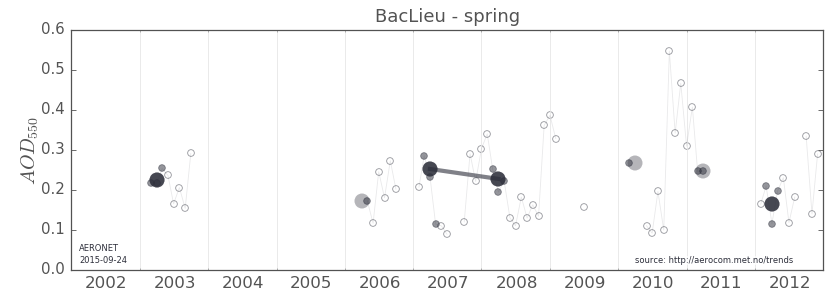 BacLieu - spring
0.6
0.5
0.4
0.3
0.2
0.1
0.0
AOD550
AERONET
2015-09-24
source: http://aerocom.met.no/trends
2002 2003 2004 2005 2006 2007 2008 2009 2010 2011 2012